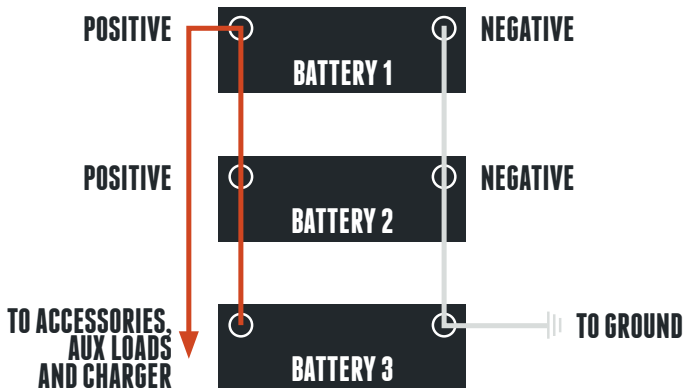 POSITIVE
NEGATIVE
BATTERY 1
POSITIVE
NEGATIVE
BATTERY 2
TO ACCESSORIES,
AUX LOADS
AND CHARGER
TO GROUND
BATTERY 3